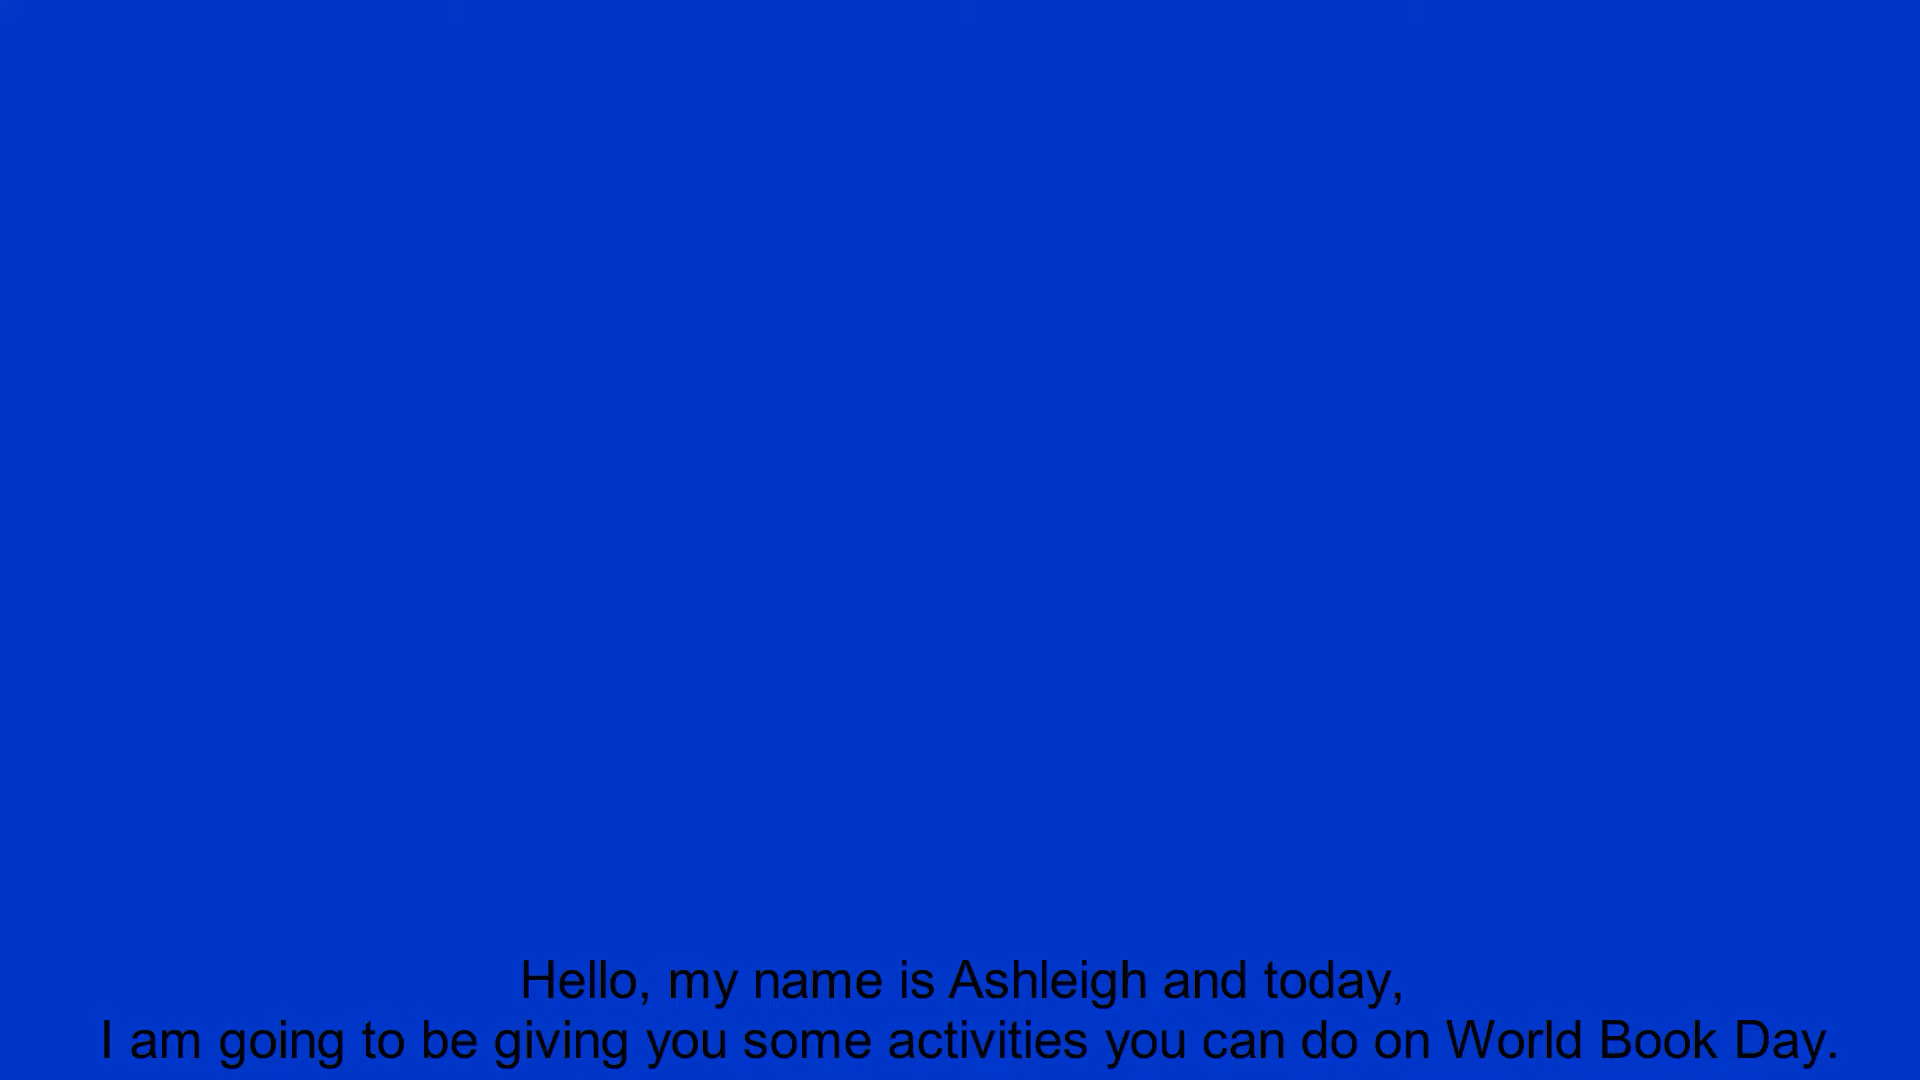 Hello, my name is Ashleigh and today,
I am going to be giving you some activities you can do on World Book Day.